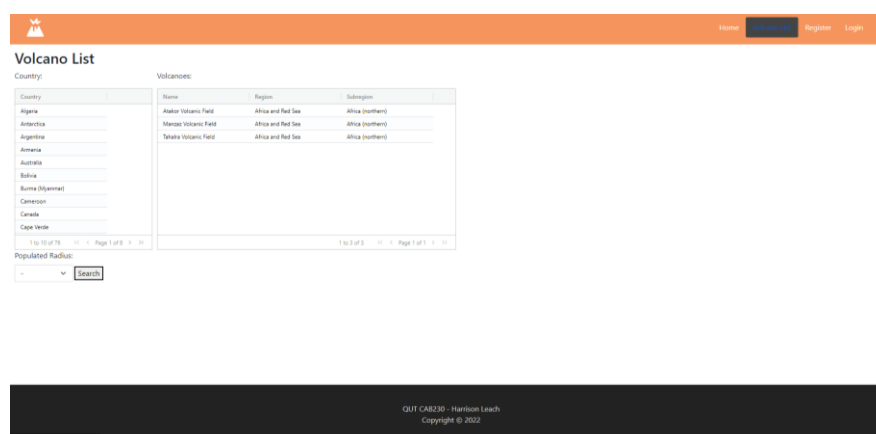 Home Register Login
Volcano List
Country: Volcanoes:
Country Name Region Subregion
Algeria Atakor Volcanic Field Africa and Red Sea Africa (northern)
Antarctica Manzaz Volcanic Field Africa and Red Sea Africa (northern)
Argentina Tahalra Volcanic Field Africa and Red Sea Africa (northern)
Armenia
Australia
Bolivia
Burma (Myanmar)
Cameroon
Canada
Cape Verde
1 to 10 of 78 Page 1 of 8 1 to 3 of 3 Page 1 of 1
Populated Radius:
- Search
QUT CAB230 - Harrison Leach
Copyright © 2022